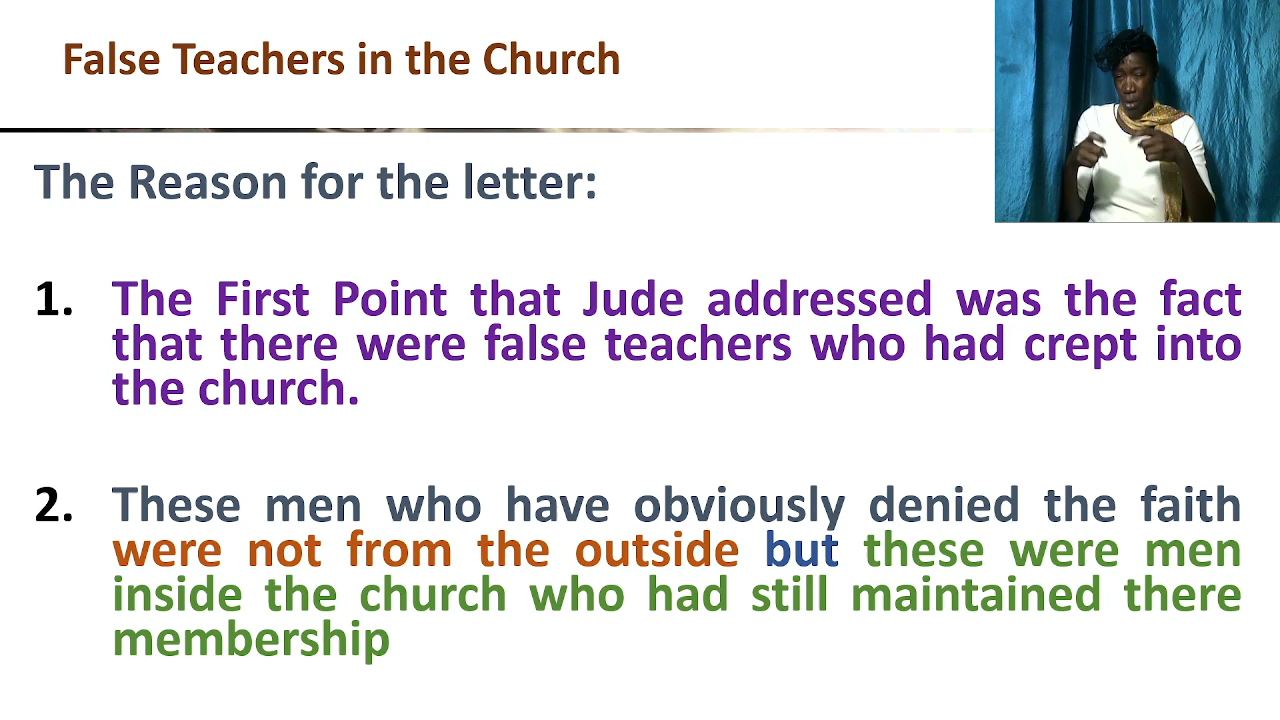 False Teachers in the Church
The Reason for the letter:
1. The First Point that Jude addressed was the fact
that there were false teachers who had crept into
the church.
2. These men who have obviously denied the faith
were not from the outside but these were men
inside the church who had still maintained there
membership